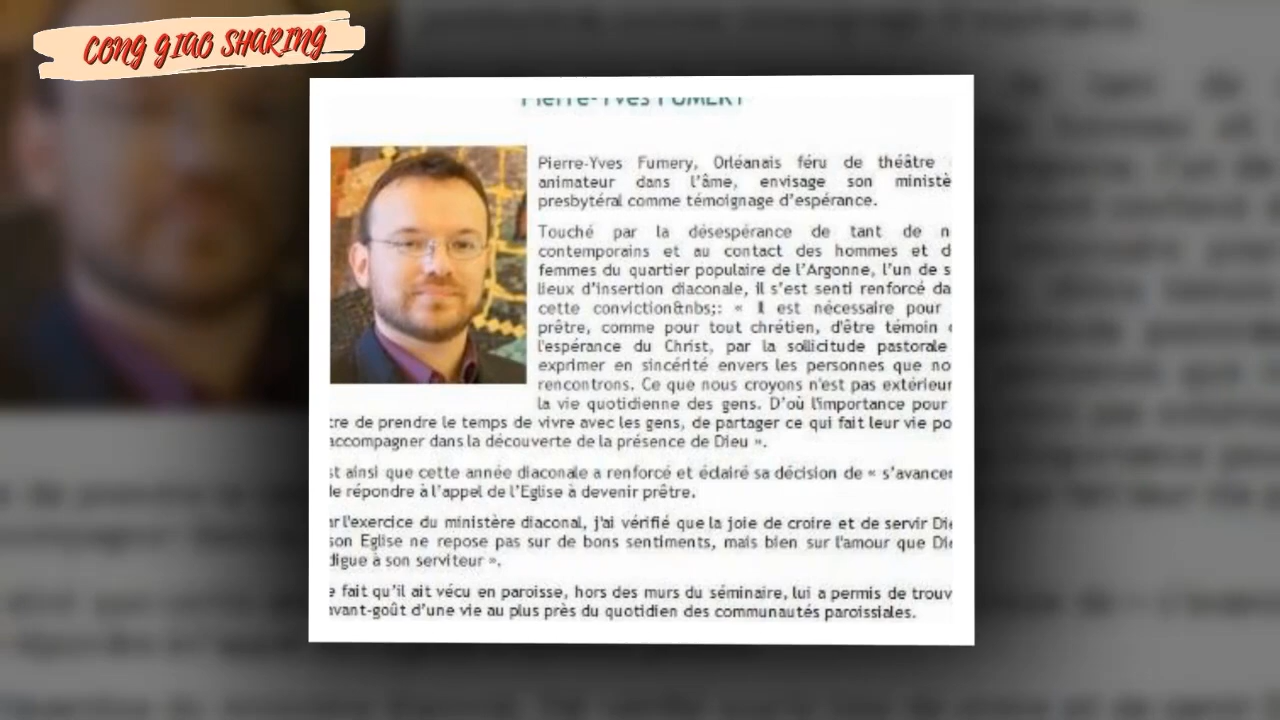 CONG GIAO SHARING
Pierre-Yves FUMERY
Pierre-Yves Fumery, Orléanais féru de théâtre
animateur dans l'âme, envisage son ministè
presbytéral comme témoignage d'espérance.
Touché par la désespérance de tant de n
contemporains et au contact des hommes et d
femmes du quartier populaire de l'Argonne, l'un de s
lieux d'insertion diaconale, il s'est senti renforcé da
cette conviction&nbs;: « Il est nécessaire pour
prêtre, comme pour tout chrétien, d'être témoin
l'espérance du Christ, par la sollicitude pastorale
exprimer en sincérité envers les personnes que no
rencontrons. Ce que nous croyons n'est pas extérieur
la vie quotidienne des gens. D'où l'importance pour
tre de prendre le temps de vivre avec les gens, de partager ce qui fait leur vie po
accompagner dans la découverte de la présence de Dieu ».
st ainsi que cette année diaconale a renforcé et éclairé sa décision de « s'avancer
de répondre à l'appel de l'Eglise à devenir prêtre.
ar l'exercice du ministère diaconal, j'ai vérifié que la joie de croire et de servir Die
son Eglise ne repose pas sur de bons sentiments, mais bien sur l'amour que Die
digue à son serviteur ».
e fait qu'il ait vécu en paroisse, hors des murs du séminaire, lui a permis de trouv
avant-goût d'une vie au plus près du quotidien des communautés paroissiales.